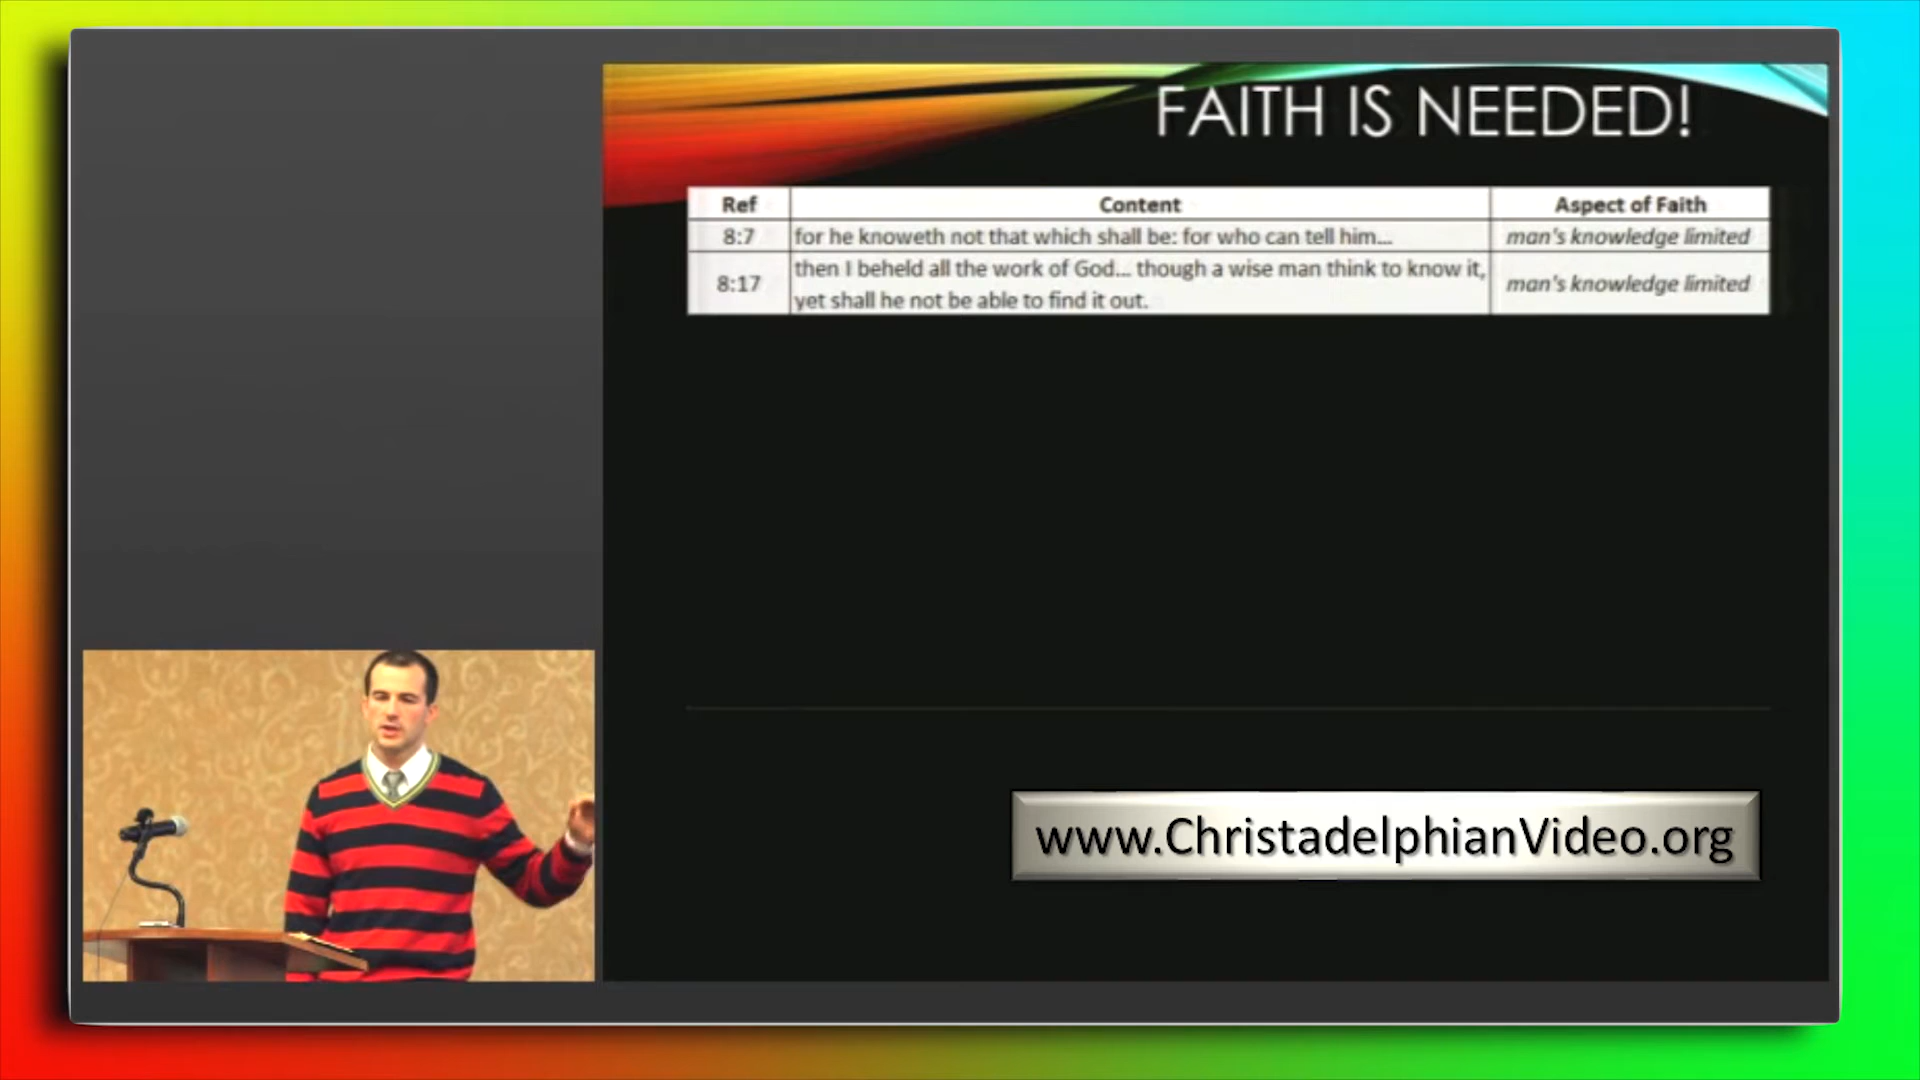 FAITH IS NEEDED!
Ref Content Aspect of Faith
8:7 for he knoweth not that which shall be: for who can tell him... man's knowledge limited
8:17 then I beheld all the work of God... though a wise man think to know it, man's knowledge limited
yet shall he not be able to find it out.
www.ChristadelphianVideo.org